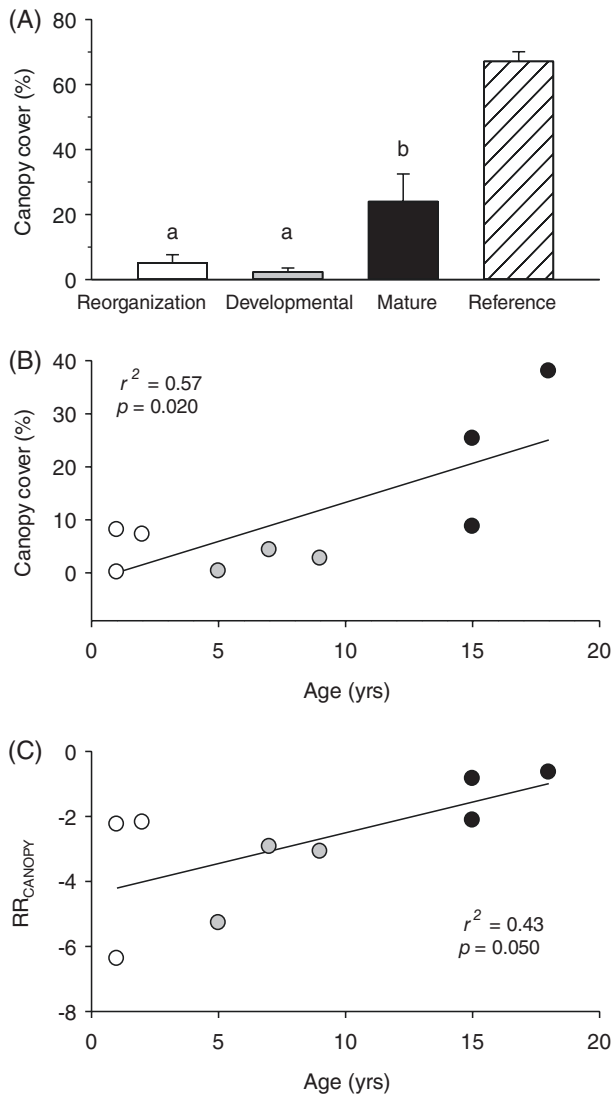 (A)
80
60
40
20
0
Canopy cover (%)
a
a
b
Reorganization Developmental Mature Reference
(B)
40
30
20
10
0
Canopy cover (%)
r² = 0.57
p = 0.020
0 5 10 15 20
Age (yrs)
(C)
0
-2
-4
-6
-8
RR_CANOPY
r² = 0.43
p = 0.050
0 5 10 15 20
Age (yrs)